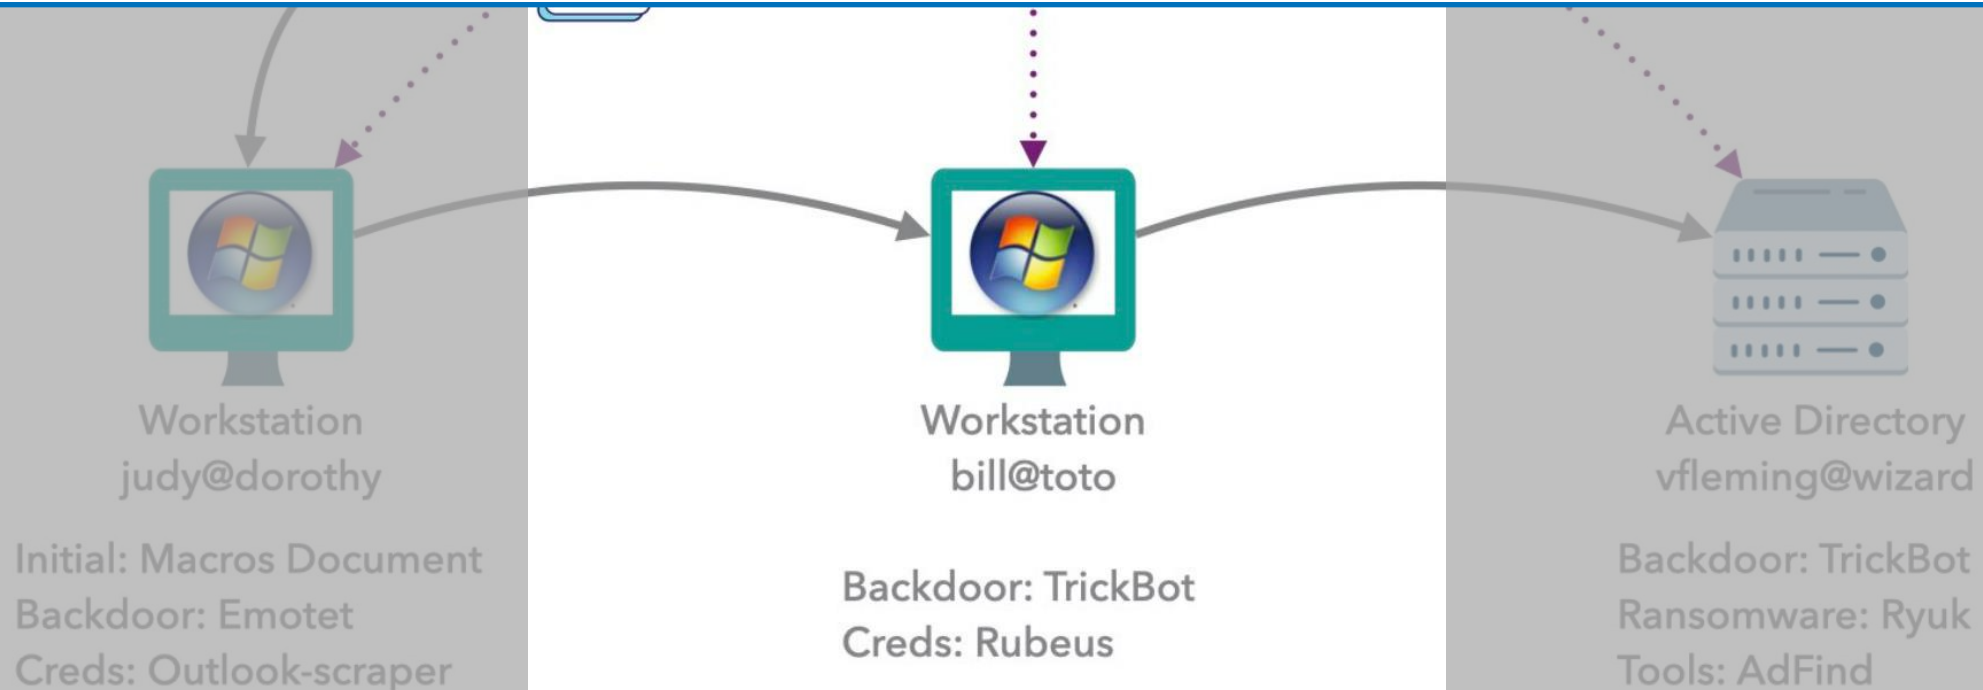 Workstation
judy@dorothy
Initial: Macros Document
Backdoor: Emotet
Creds: Outlook-scraper
Workstation
bill@toto
Backdoor: TrickBot
Creds: Rubeus
Active Directory
vfleming@wizard
Backdoor: TrickBot
Ransomware: Ryuk
Tools: AdFind